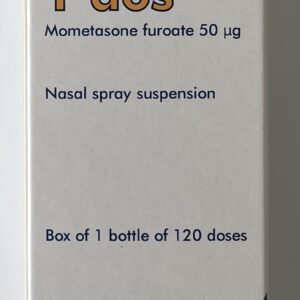 Mometasone furoate 50 µg
Nasal spray suspension
Box of 1 bottle of 120 doses